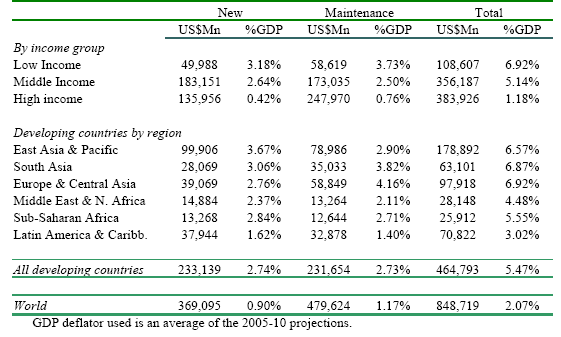 New Maintenance Total
US$Mn %GDP US$Mn %GDP US$Mn %GDP
By income group
Low Income 49,988 3.18% 58,619 3.73% 108,607 6.92%
Middle Income 183,151 2.64% 173,035 2.50% 356,187 5.14%
High income 135,956 0.42% 247,970 0.76% 383,926 1.18%
Developing countries by region
East Asia & Pacific 99,906 3.67% 78,986 2.90% 178,892 6.57%
South Asia 28,069 3.06% 35,033 3.82% 63,101 6.87%
Europe & Central Asia 39,069 2.76% 58,849 4.16% 97,918 6.92%
Middle East & N. Africa 14,884 2.37% 13,264 2.11% 28,148 4.48%
Sub-Saharan Africa 13,268 2.84% 12,644 2.71% 25,912 5.55%
Latin America & Caribb. 37,944 1.62% 32,878 1.40% 70,822 3.02%
All developing countries 233,139 2.74% 231,654 2.73% 464,793 5.47%
World 369,095 0.90% 479,624 1.17% 848,719 2.07%
GDP deflator used is an average of the 2005-10 projections.